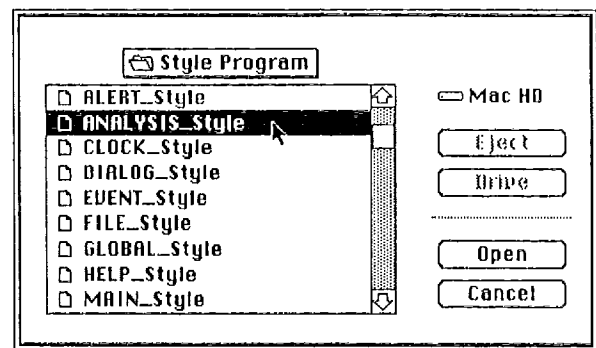 Style Program
ALERT_Style
ANALYSIS_Style
CLOCK_Style
DIALOG_Style
EVENT_Style
FILE_Style
GLOBAL_Style
HELP_Style
MAIN_Style
Mac HD
Eject
Drive
Open
Cancel